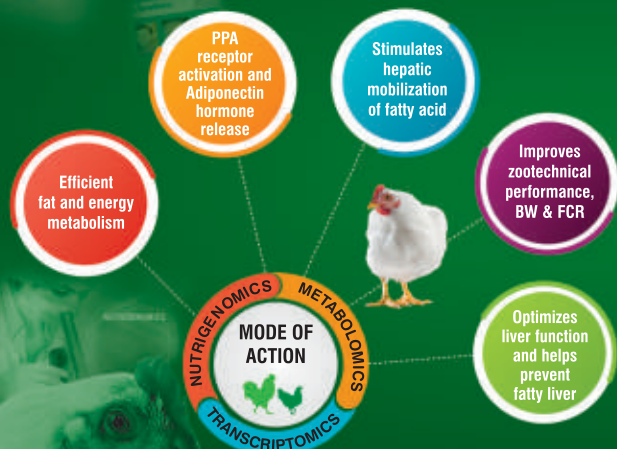 PPA
receptor
activation and
Adiponectin
hormone
release
Stimulates
hepatic
mobilization
of fatty acid
Efficient
fat and energy
metabolism
Improves
zootechnical
performance,
BW & FCR
Optimizes
liver function
and helps
prevent
fatty liver
NUTRIGENOMICS
METABOLOMICS
TRANSCRIPTOMICS
MODE OF
ACTION